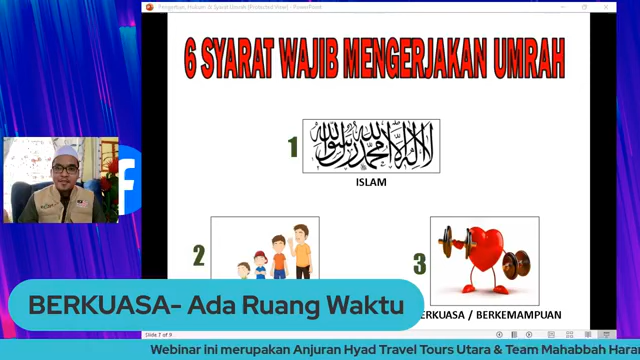 Pengertian, Hukum & Syarat Umrah [Protected View] - PowerPoint
6 SYARAT WAJIB MENGERJAKAN UMRAH
1
لا إله إلا الله محمد رسول الله
ISLAM
2
3
BERKUASA- Ada Ruang Waktu
ERKUASA / BERKEMAMPUAN
Slide 7 of 9
Webinar ini merupakan Anjuran Hyad Travel Tours Utara & Team Mahabbah Haram